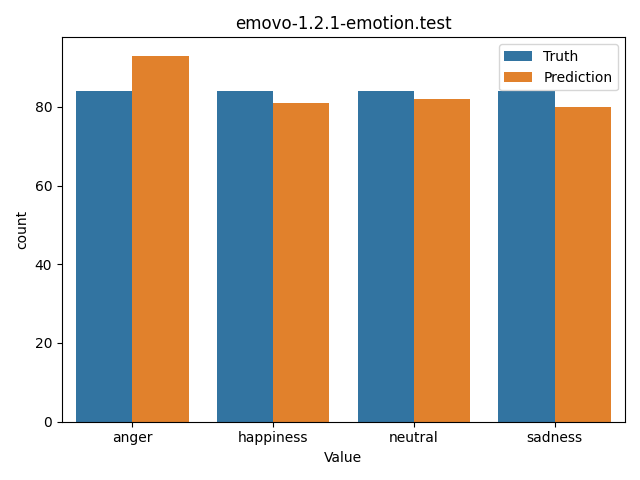 emovo-1.2.1-emotion.test
Truth
Prediction
80
60
40
20
0
count
anger happiness neutral sadness
Value